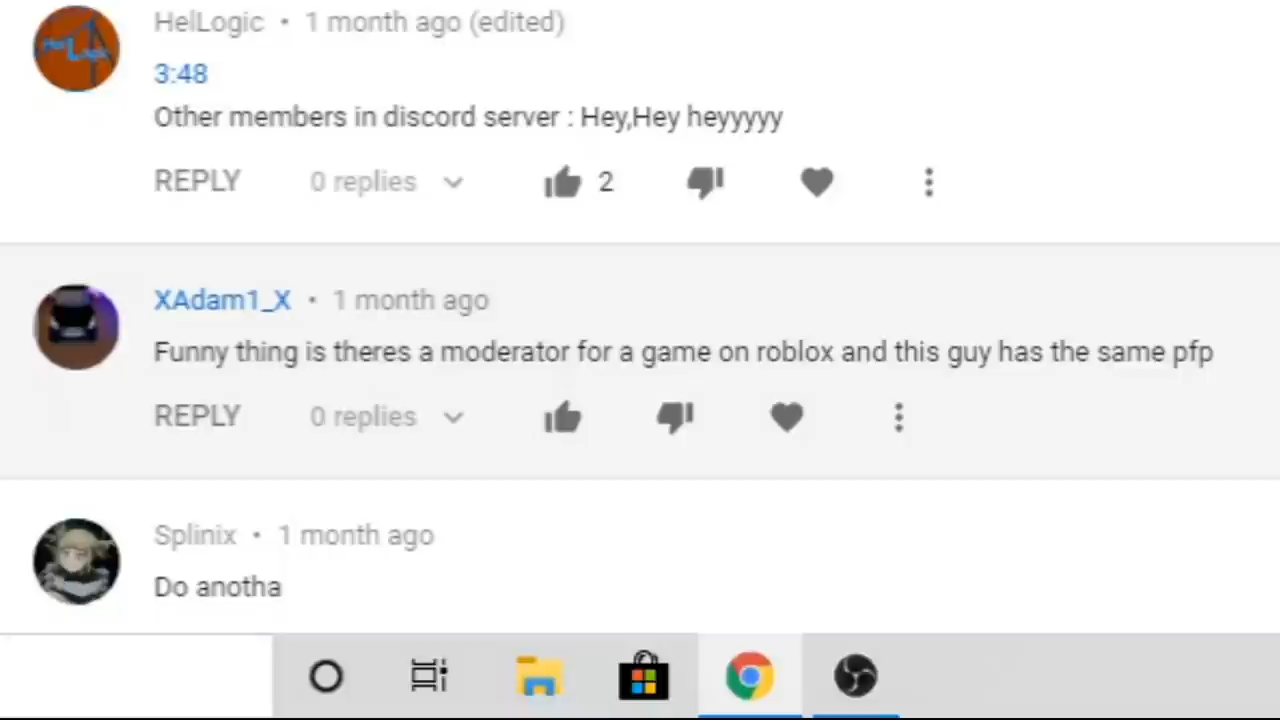 HelLogic • 1 month ago (edited)
3:48
Other members in discord server : Hey,Hey heyyyyy
REPLY 0 replies 2
XAdam1_X • 1 month ago
Funny thing is theres a moderator for a game on roblox and this guy has the same pfp
REPLY 0 replies
Splinix • 1 month ago
Do anotha